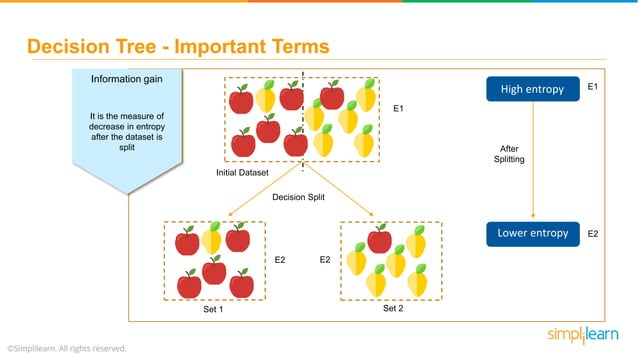 Decision Tree - Important Terms
Information gain
It is the measure of
decrease in entropy
after the dataset is
split
E1
Initial Dataset
Decision Split
E2
E2
Set 1
Set 2
High entropy
E1
After
Splitting
Lower entropy
E2
simplilearn
©Simplilearn. All rights reserved.